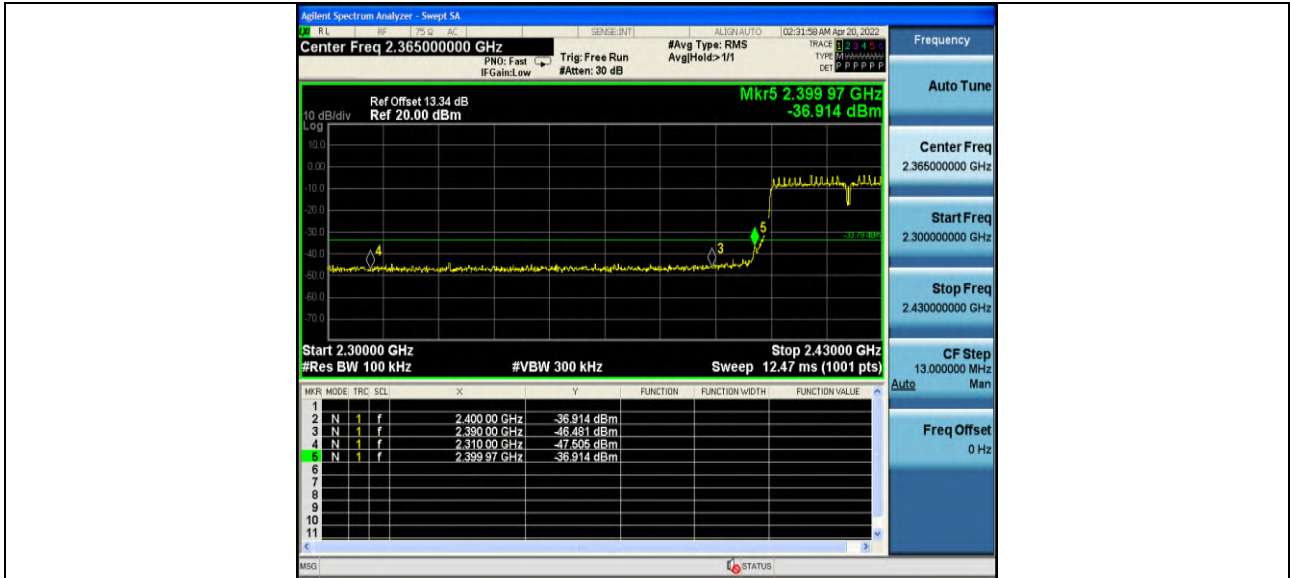 Agilent Spectrum Analyzer - Swept SA
RL RF 75 Ω AC SENSE:INT ALIGN AUTO 02:31:58 AM Apr 20, 2022
Center Freq 2.365000000 GHz
PNO: Fast
IFGain:Low
Trig: Free Run
#Atten: 30 dB
#Avg Type: RMS
Avg|Hold:>1/1
TRACE 1 2 3 4 5 6
TYPE M
DET P P P P P P
Mkr5 2.399 97 GHz
-36.914 dBm
Ref Offset 13.34 dB
10 dB/div Ref 20.00 dBm
Log
10.0
0.00
-10.0
-20.0
-30.0
-40.0
-50.0
-60.0
-70.0
-33.79 dBm
4
3
5
Start 2.30000 GHz Stop 2.43000 GHz
#Res BW 100 kHz #VBW 300 kHz Sweep 12.47 ms (1001 pts)
MKR MODE TRC SCL X Y FUNCTION FUNCTION WIDTH FUNCTION VALUE
1
2 N 1 f 2.400 00 GHz -36.914 dBm
3 N 1 f 2.390 00 GHz -46.481 dBm
4 N 1 f 2.310 00 GHz -47.505 dBm
5 N 1 f 2.399 97 GHz -36.914 dBm
6
7
8
9
10
11
MSG STATUS
Frequency
Auto Tune
Center Freq
2.365000000 GHz
Start Freq
2.300000000 GHz
Stop Freq
2.430000000 GHz
CF Step
13.000000 MHz
Auto Man
Freq Offset
0 Hz